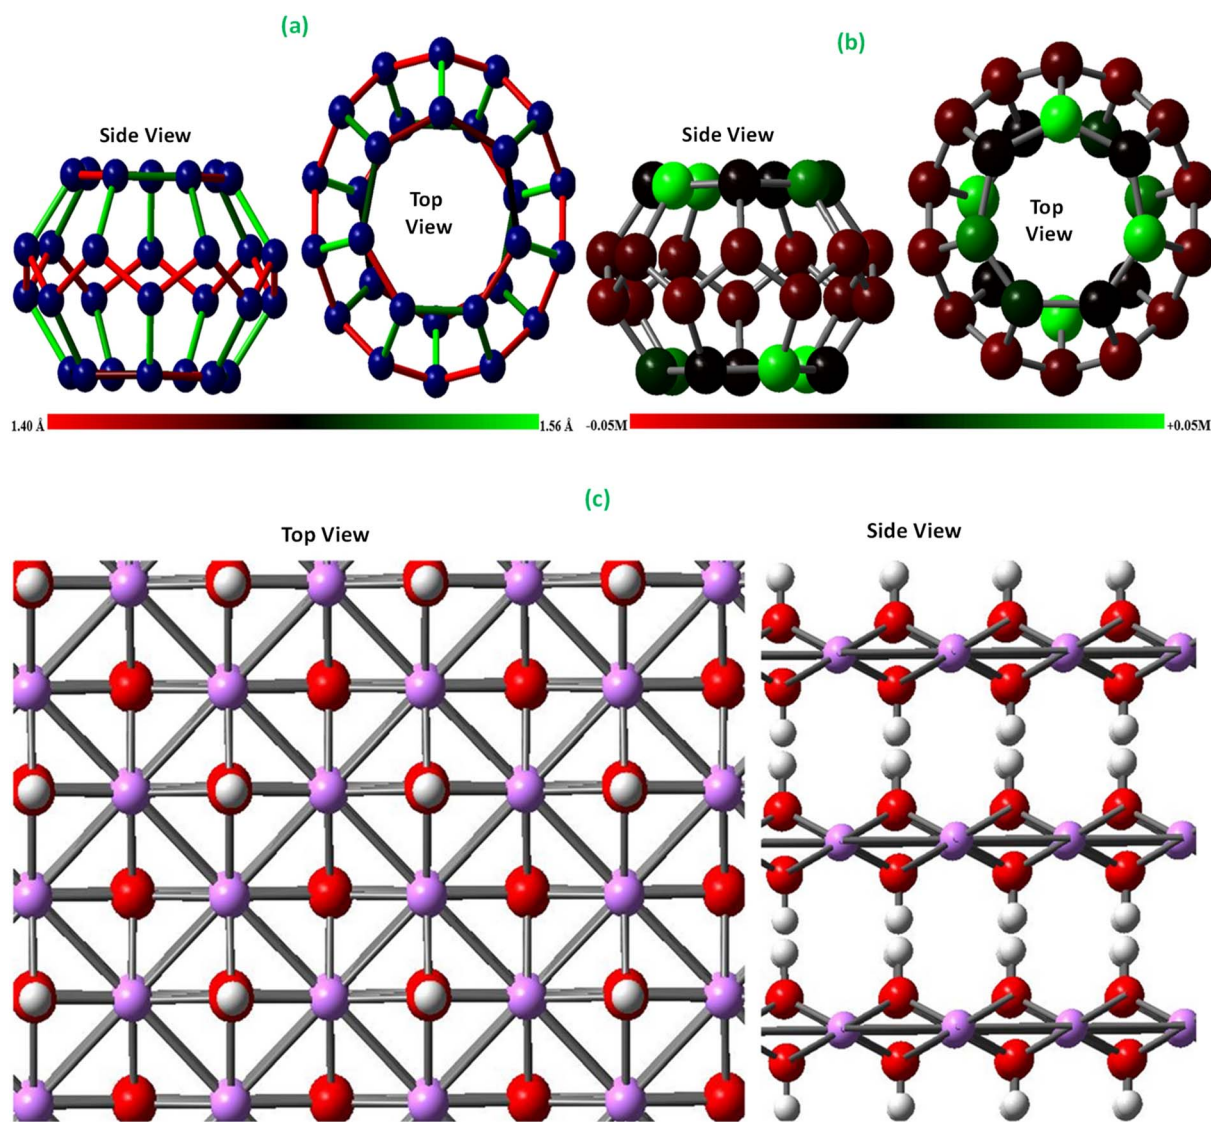 (a)
Side View
Top
View
1.40 Å
1.56 Å
(b)
Side View
Top
View
-0.05M
+0.05M
(c)
Top View
Side View